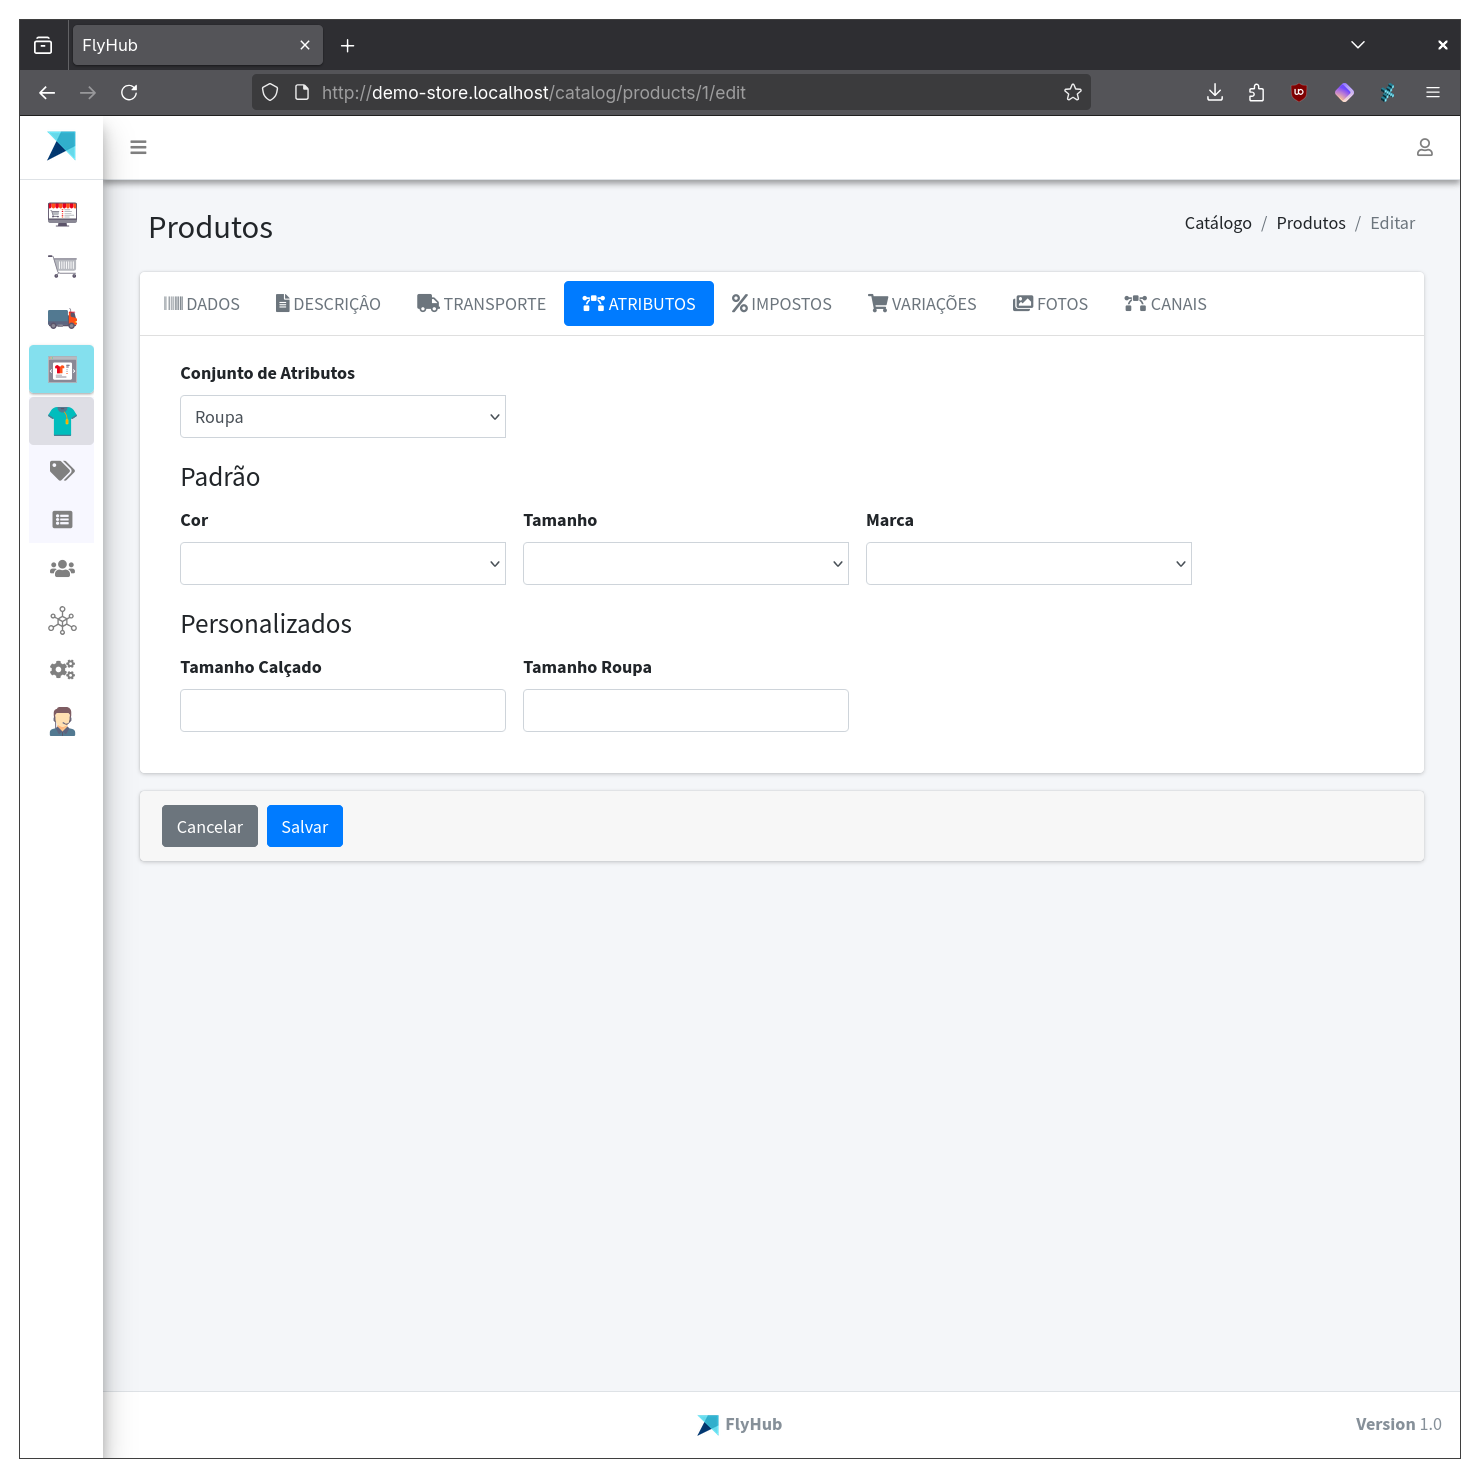 FlyHub
http://demo-store.localhost/catalog/products/1/edit
Produtos
Catálogo / Produtos / Editar
DADOS DESCRIÇÂO TRANSPORTE ATRIBUTOS IMPOSTOS VARIAÇÕES FOTOS CANAIS
Conjunto de Atributos
Roupa
Padrão
Cor Tamanho Marca
Personalizados
Tamanho Calçado Tamanho Roupa
Cancelar Salvar
FlyHub
Version 1.0